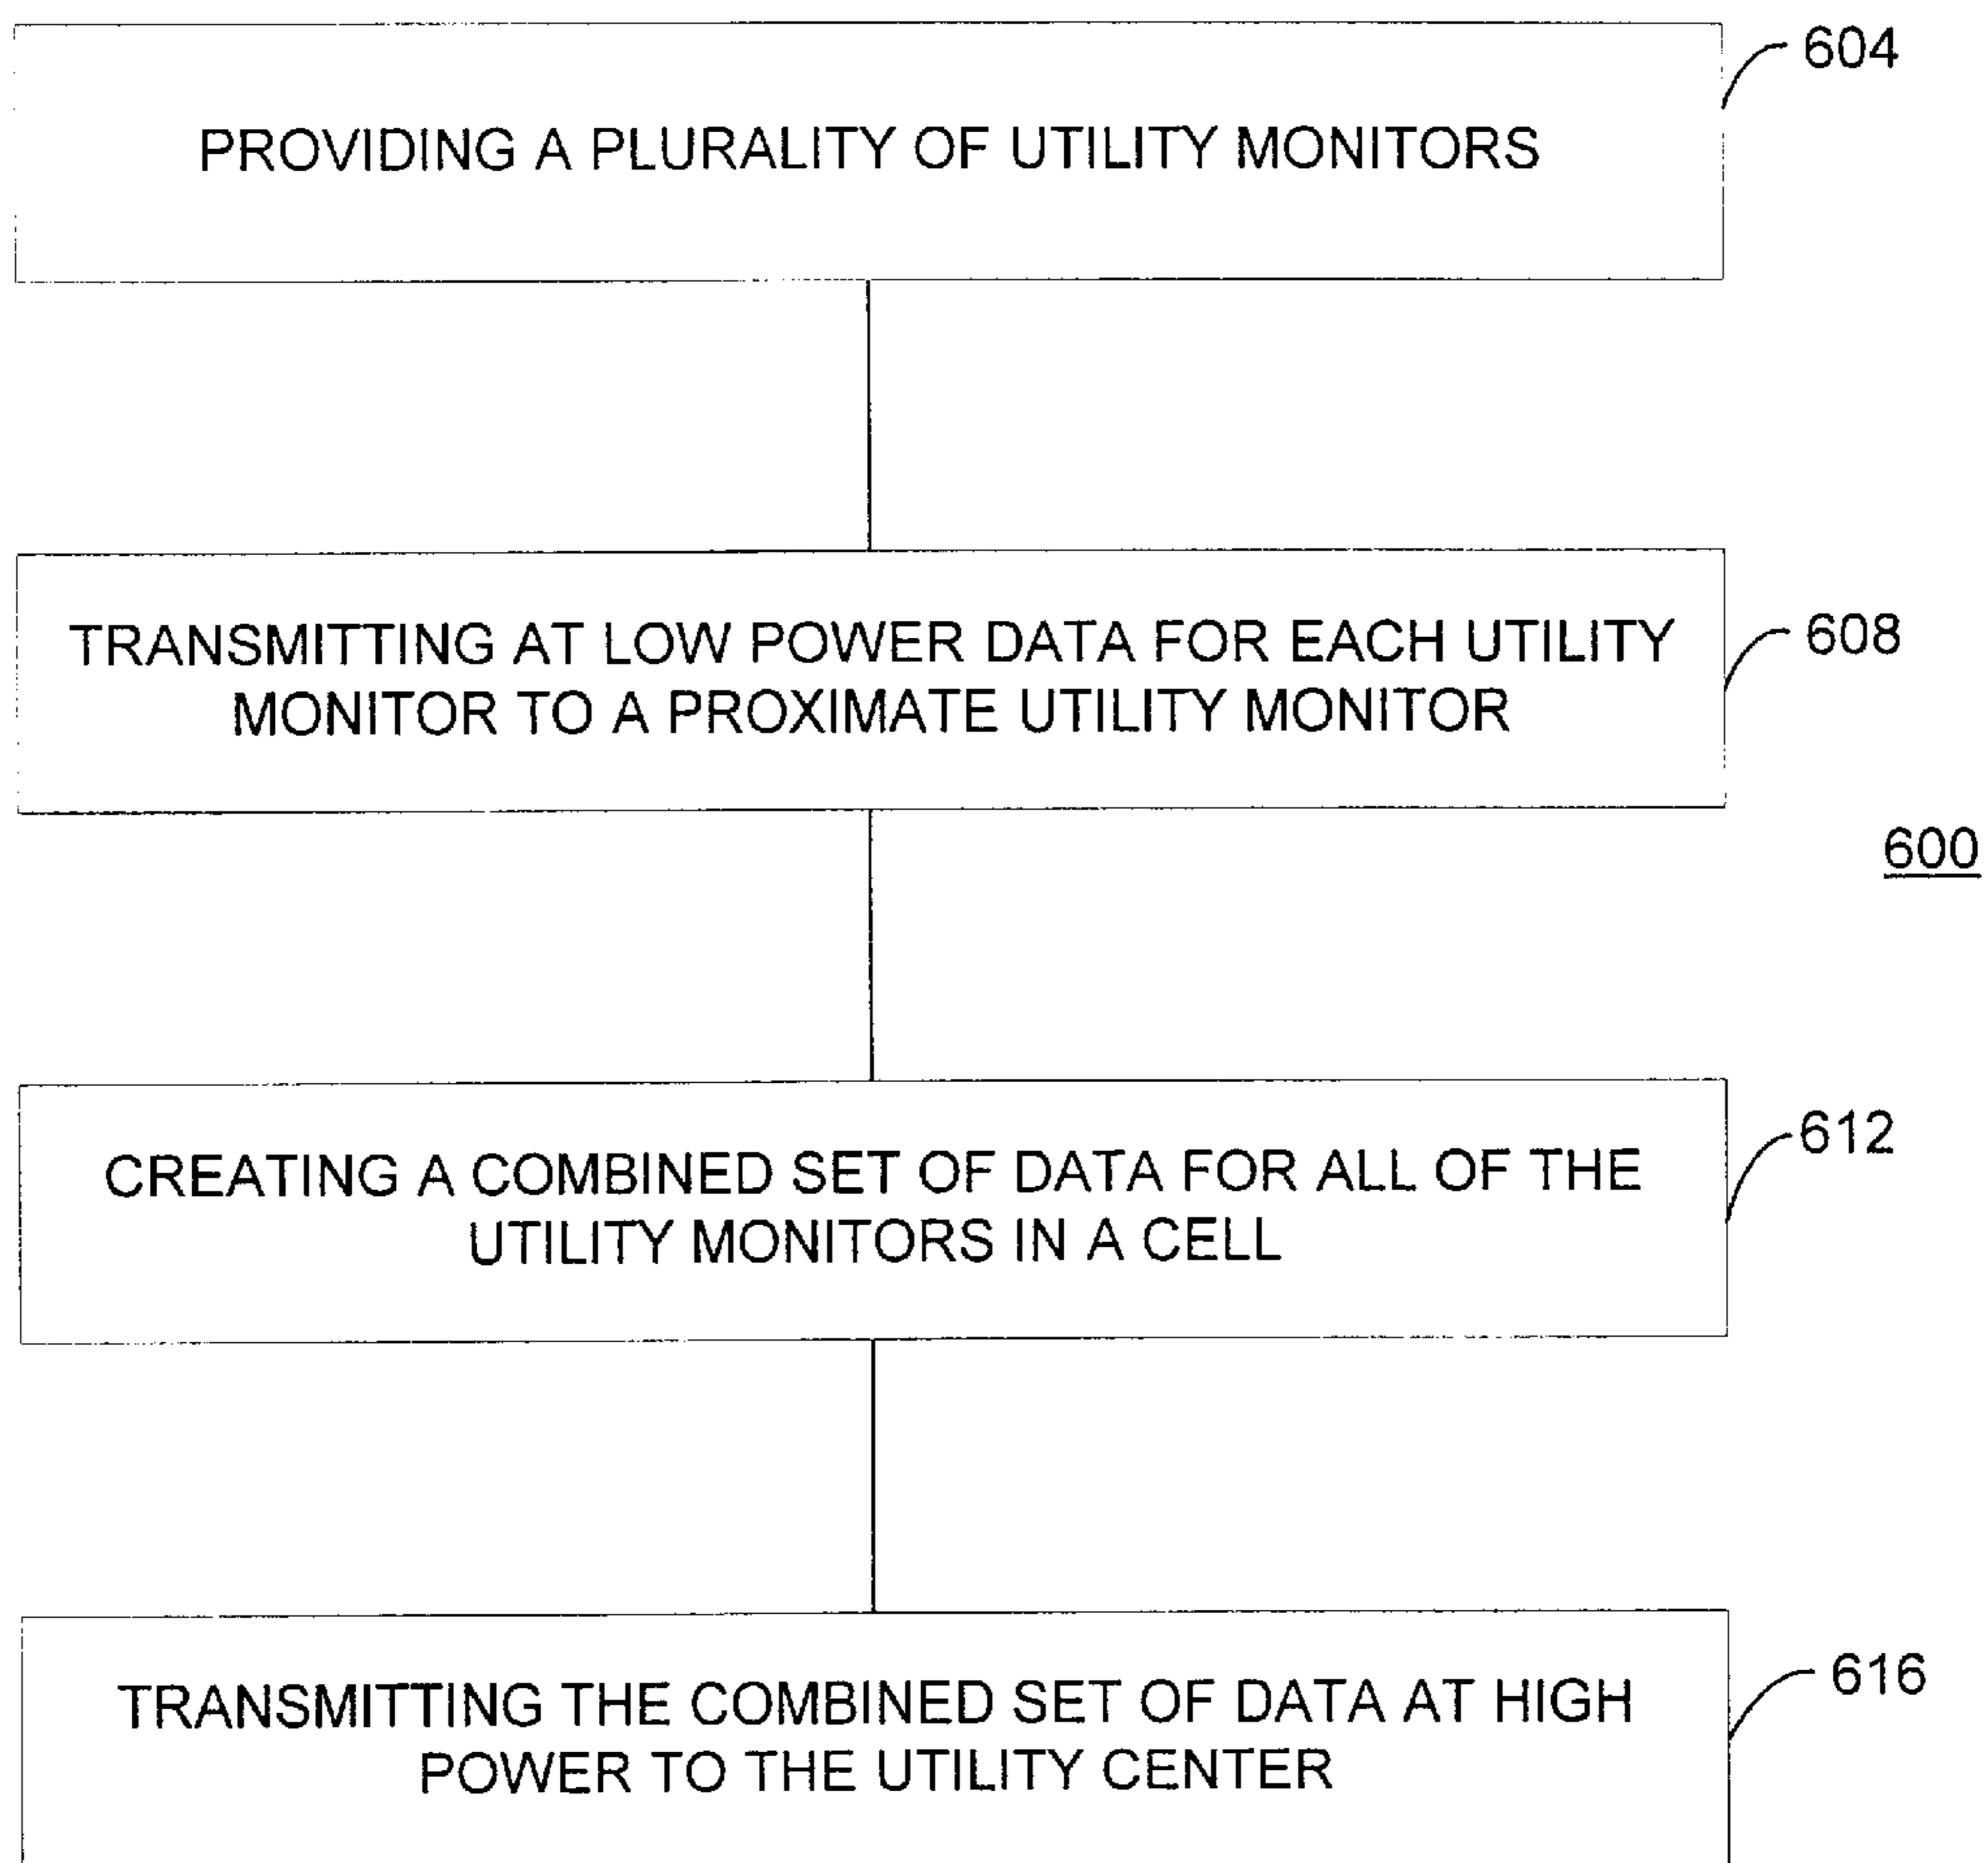 604
PROVIDING A PLURALITY OF UTILITY MONITORS
608
TRANSMITTING AT LOW POWER DATA FOR EACH UTILITY
MONITOR TO A PROXIMATE UTILITY MONITOR
600
612
CREATING A COMBINED SET OF DATA FOR ALL OF THE
UTILITY MONITORS IN A CELL
616
TRANSMITTING THE COMBINED SET OF DATA AT HIGH
POWER TO THE UTILITY CENTER